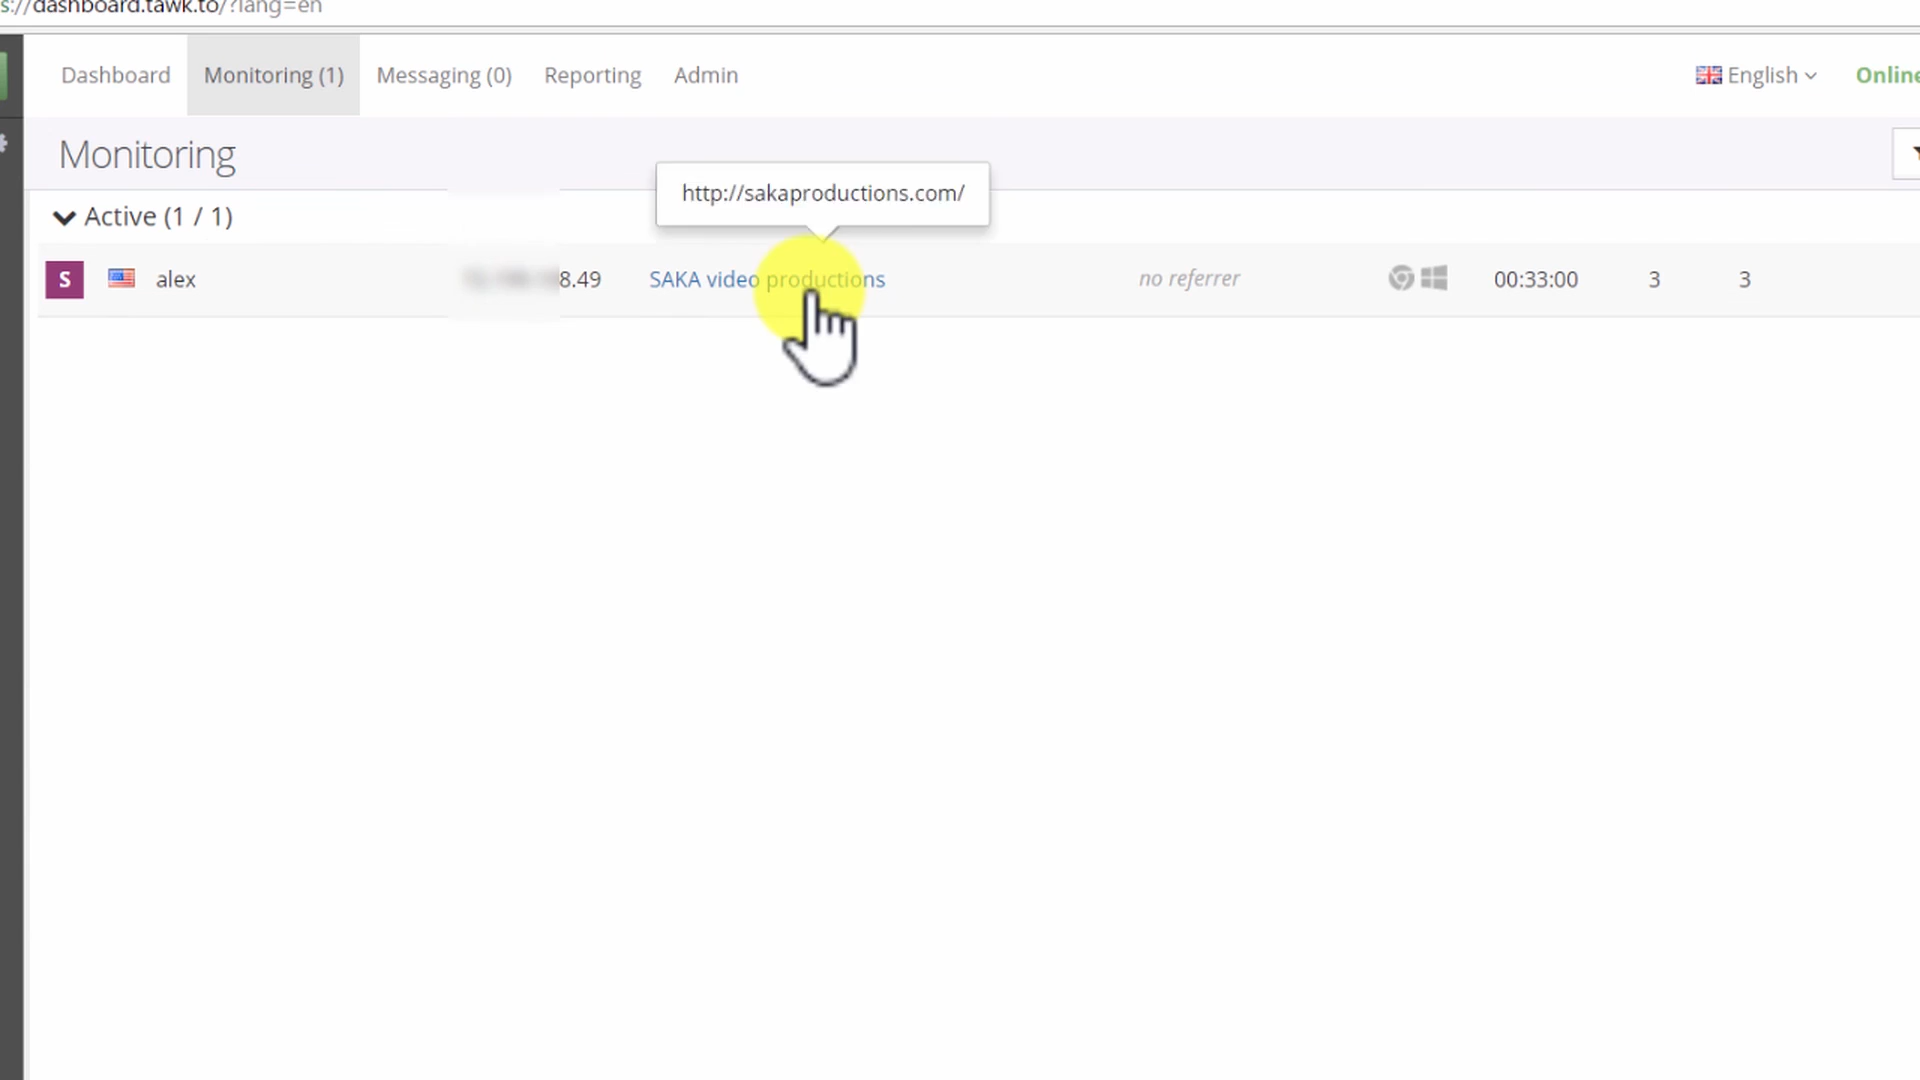 s://dashboard.tawk.to/?lang=en
Dashboard Monitoring (1) Messaging (0) Reporting Admin English Online
Monitoring
http://sakaproductions.com/
Active (1 / 1)
S alex 8.49 SAKA video productions no referrer 00:33:00 3 3